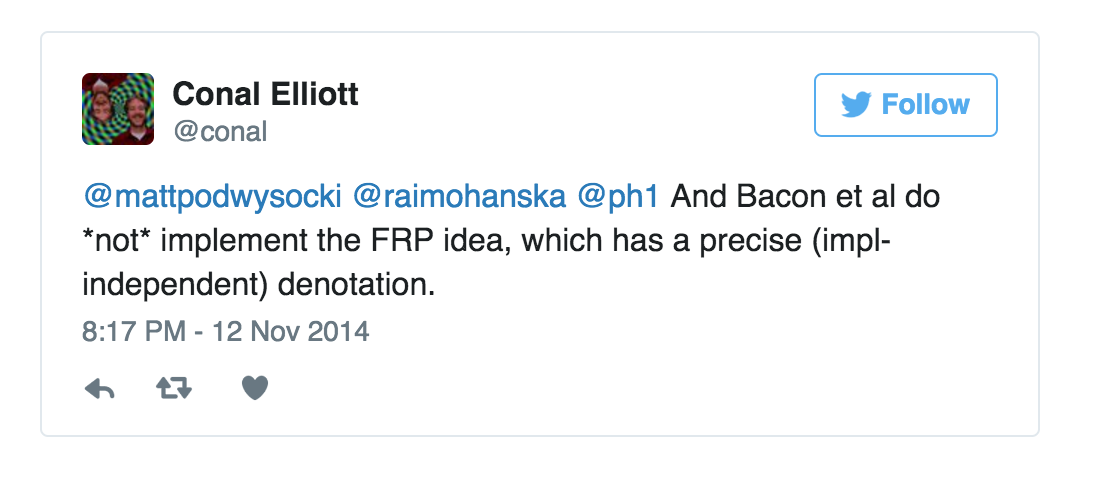 Conal Elliott
@conal
Follow
@mattpodwysocki @raimohanska @ph1 And Bacon et al do
*not* implement the FRP idea, which has a precise (impl-
independent) denotation.
8:17 PM - 12 Nov 2014